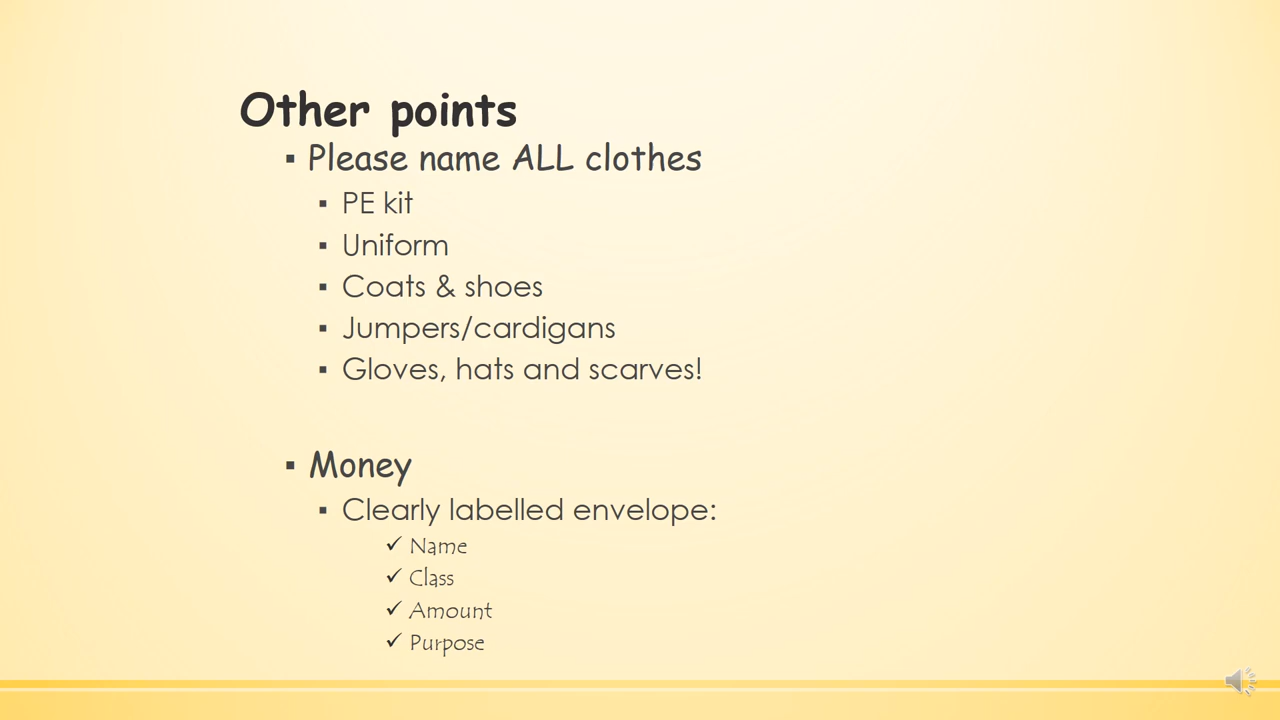 Other points
▪ Please name ALL clothes
▪ PE kit
▪ Uniform
▪ Coats & shoes
▪ Jumpers/cardigans
▪ Gloves, hats and scarves!
▪ Money
▪ Clearly labelled envelope:
✓ Name
✓ Class
✓ Amount
✓ Purpose